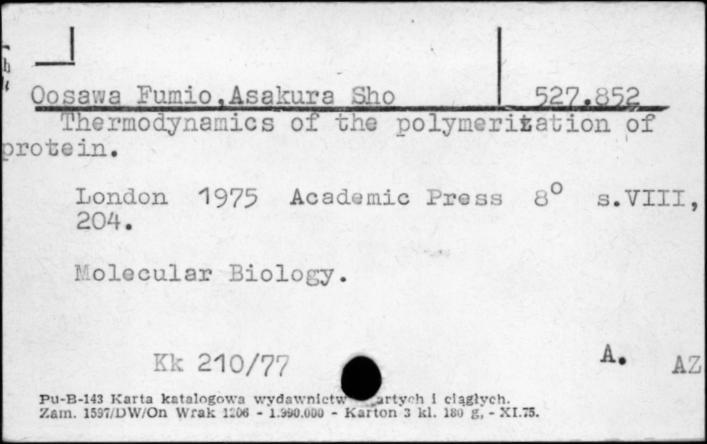 Oosawa Fumio,Asakura Sho 527.852
Thermodynamics of the polymerization of
protein.
London 1975 Academic Press 8° s.VIII,
204.
Molecular Biology.
Kk 210/77 A. AZ
Pu-B-143 Karta katalogowa wydawnictw i ciągłych.
Zam. 1597/DW/On Wrak 1206 - 1.990.000 - Karton 3 kl. 180 g, - XI.75.